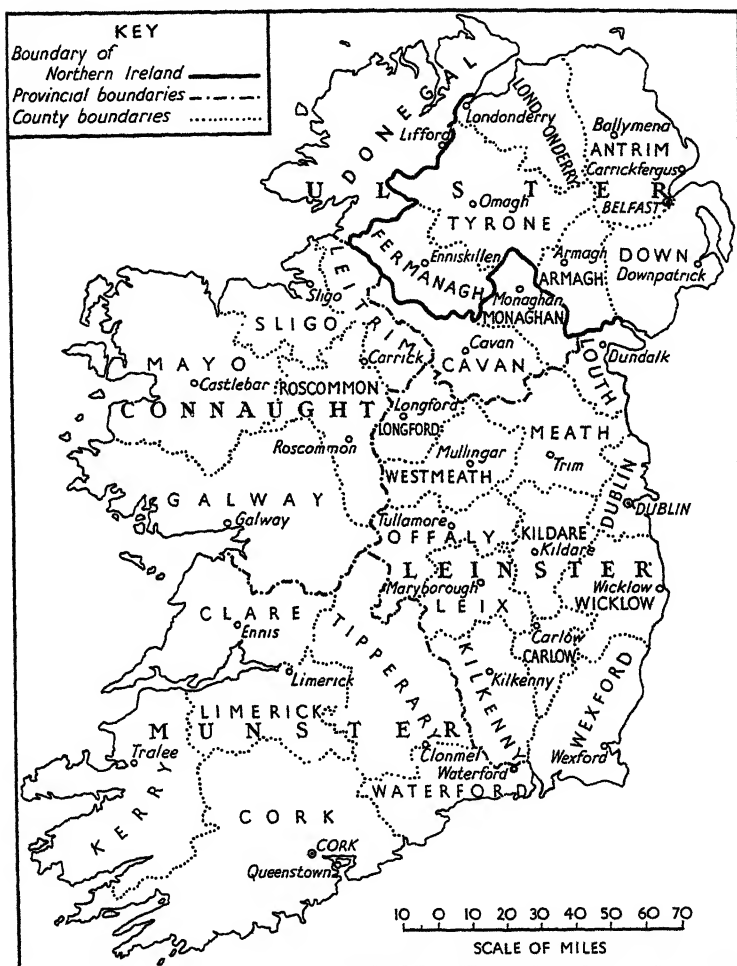 KEY
Boundary of
Northern Ireland
Provincial boundaries
County boundaries
DONEGAL
Londonderry
LONDONDERRY
Lifford
Ballymena
ANTRIM
Carrickfergus
ULSTER
Omagh
BELFAST
TYRONE
FERMANAGH
Enniskillen
Armagh
ARMAGH
DOWN
Downpatrick
LEITRIM
Sligo
Monaghan
MONAGHAN
SLIGO
Cavan
CAVAN
Dundalk
LOUTH
MAYO
Carrick
Castlebar
ROSCOMMON
CONNAUGHT
Longford
LONGFORD
MEATH
Roscommon
Mullingar
Trim
WESTMEATH
DUBLIN
DUBLIN
GALWAY
Galway
Tullamore
OFFALY
KILDARE
Kildare
LEINSTER
Maryborough
Wicklow
WICKLOW
LEIX
CLARE
Ennis
TIPPERARY
Carlow
CARLOW
Limerick
KILKENNY
Kilkenny
LIMERICK
MUNSTER
WEXFORD
Tralee
Clonmel
Wexford
Waterford
WATERFORD
KERRY
CORK
CORK
Queenstown
10 0 10 20 30 40 50 60 70
SCALE OF MILES